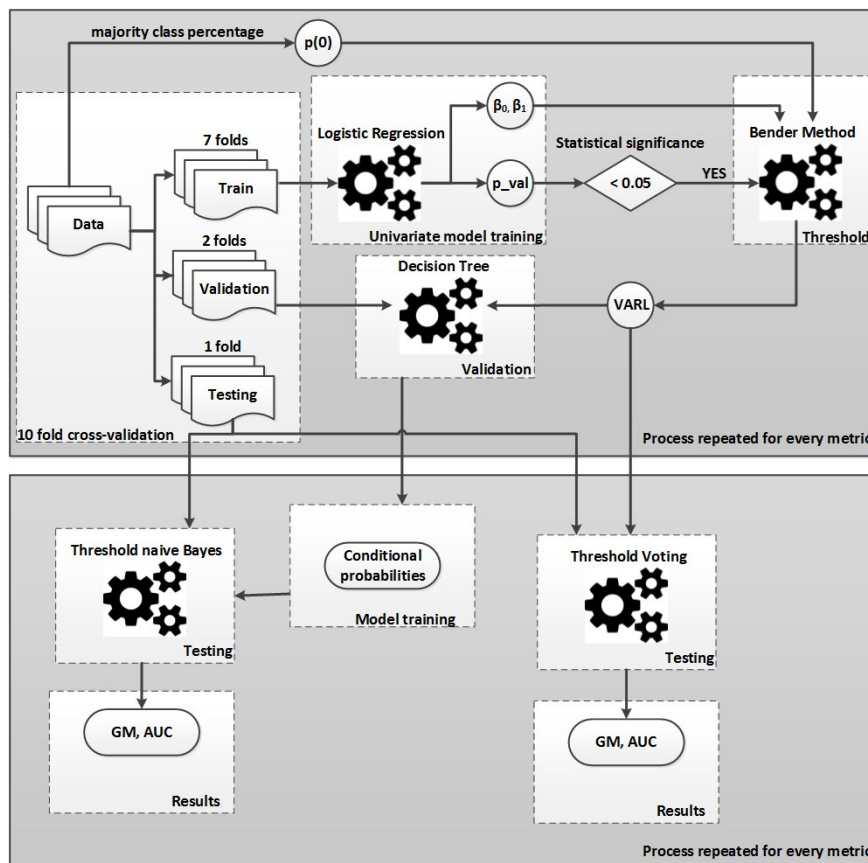 majority class percentage
p(0)
7 folds
Train
Logistic Regression
β₀, β₁
p_val
Univariate model training
Statistical significance
< 0.05
YES
Bender Method
Threshold
Data
2 folds
Validation
Decision Tree
Validation
VARL
1 fold
Testing
10 fold cross-validation
Process repeated for every metric
Threshold naive Bayes
Testing
Conditional
probabilities
Model training
Threshold Voting
Testing
GM, AUC
Results
GM, AUC
Results
Process repeated for every metric